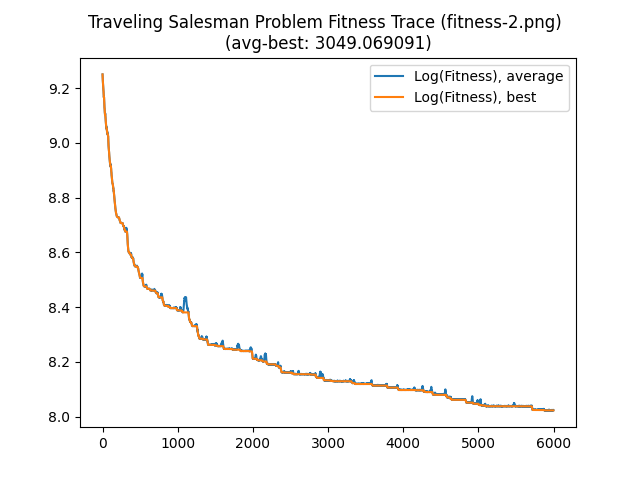 Traveling Salesman Problem Fitness Trace (fitness-2.png)
(avg-best: 3049.069091)
Log(Fitness), average
Log(Fitness), best
9.2
9.0
8.8
8.6
8.4
8.2
8.0
0 1000 2000 3000 4000 5000 6000